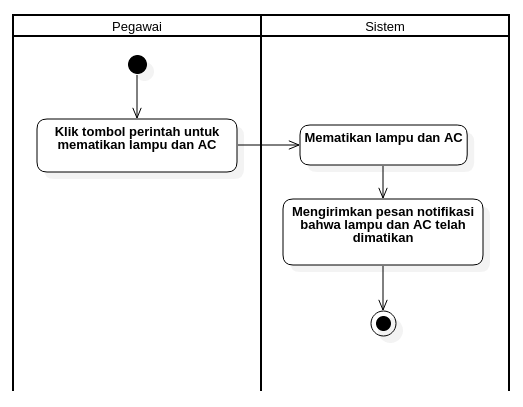 Pegawai
Sistem
Klik tombol perintah untuk
mematikan lampu dan AC
Mematikan lampu dan AC
Mengirimkan pesan notifikasi
bahwa lampu dan AC telah
dimatikan